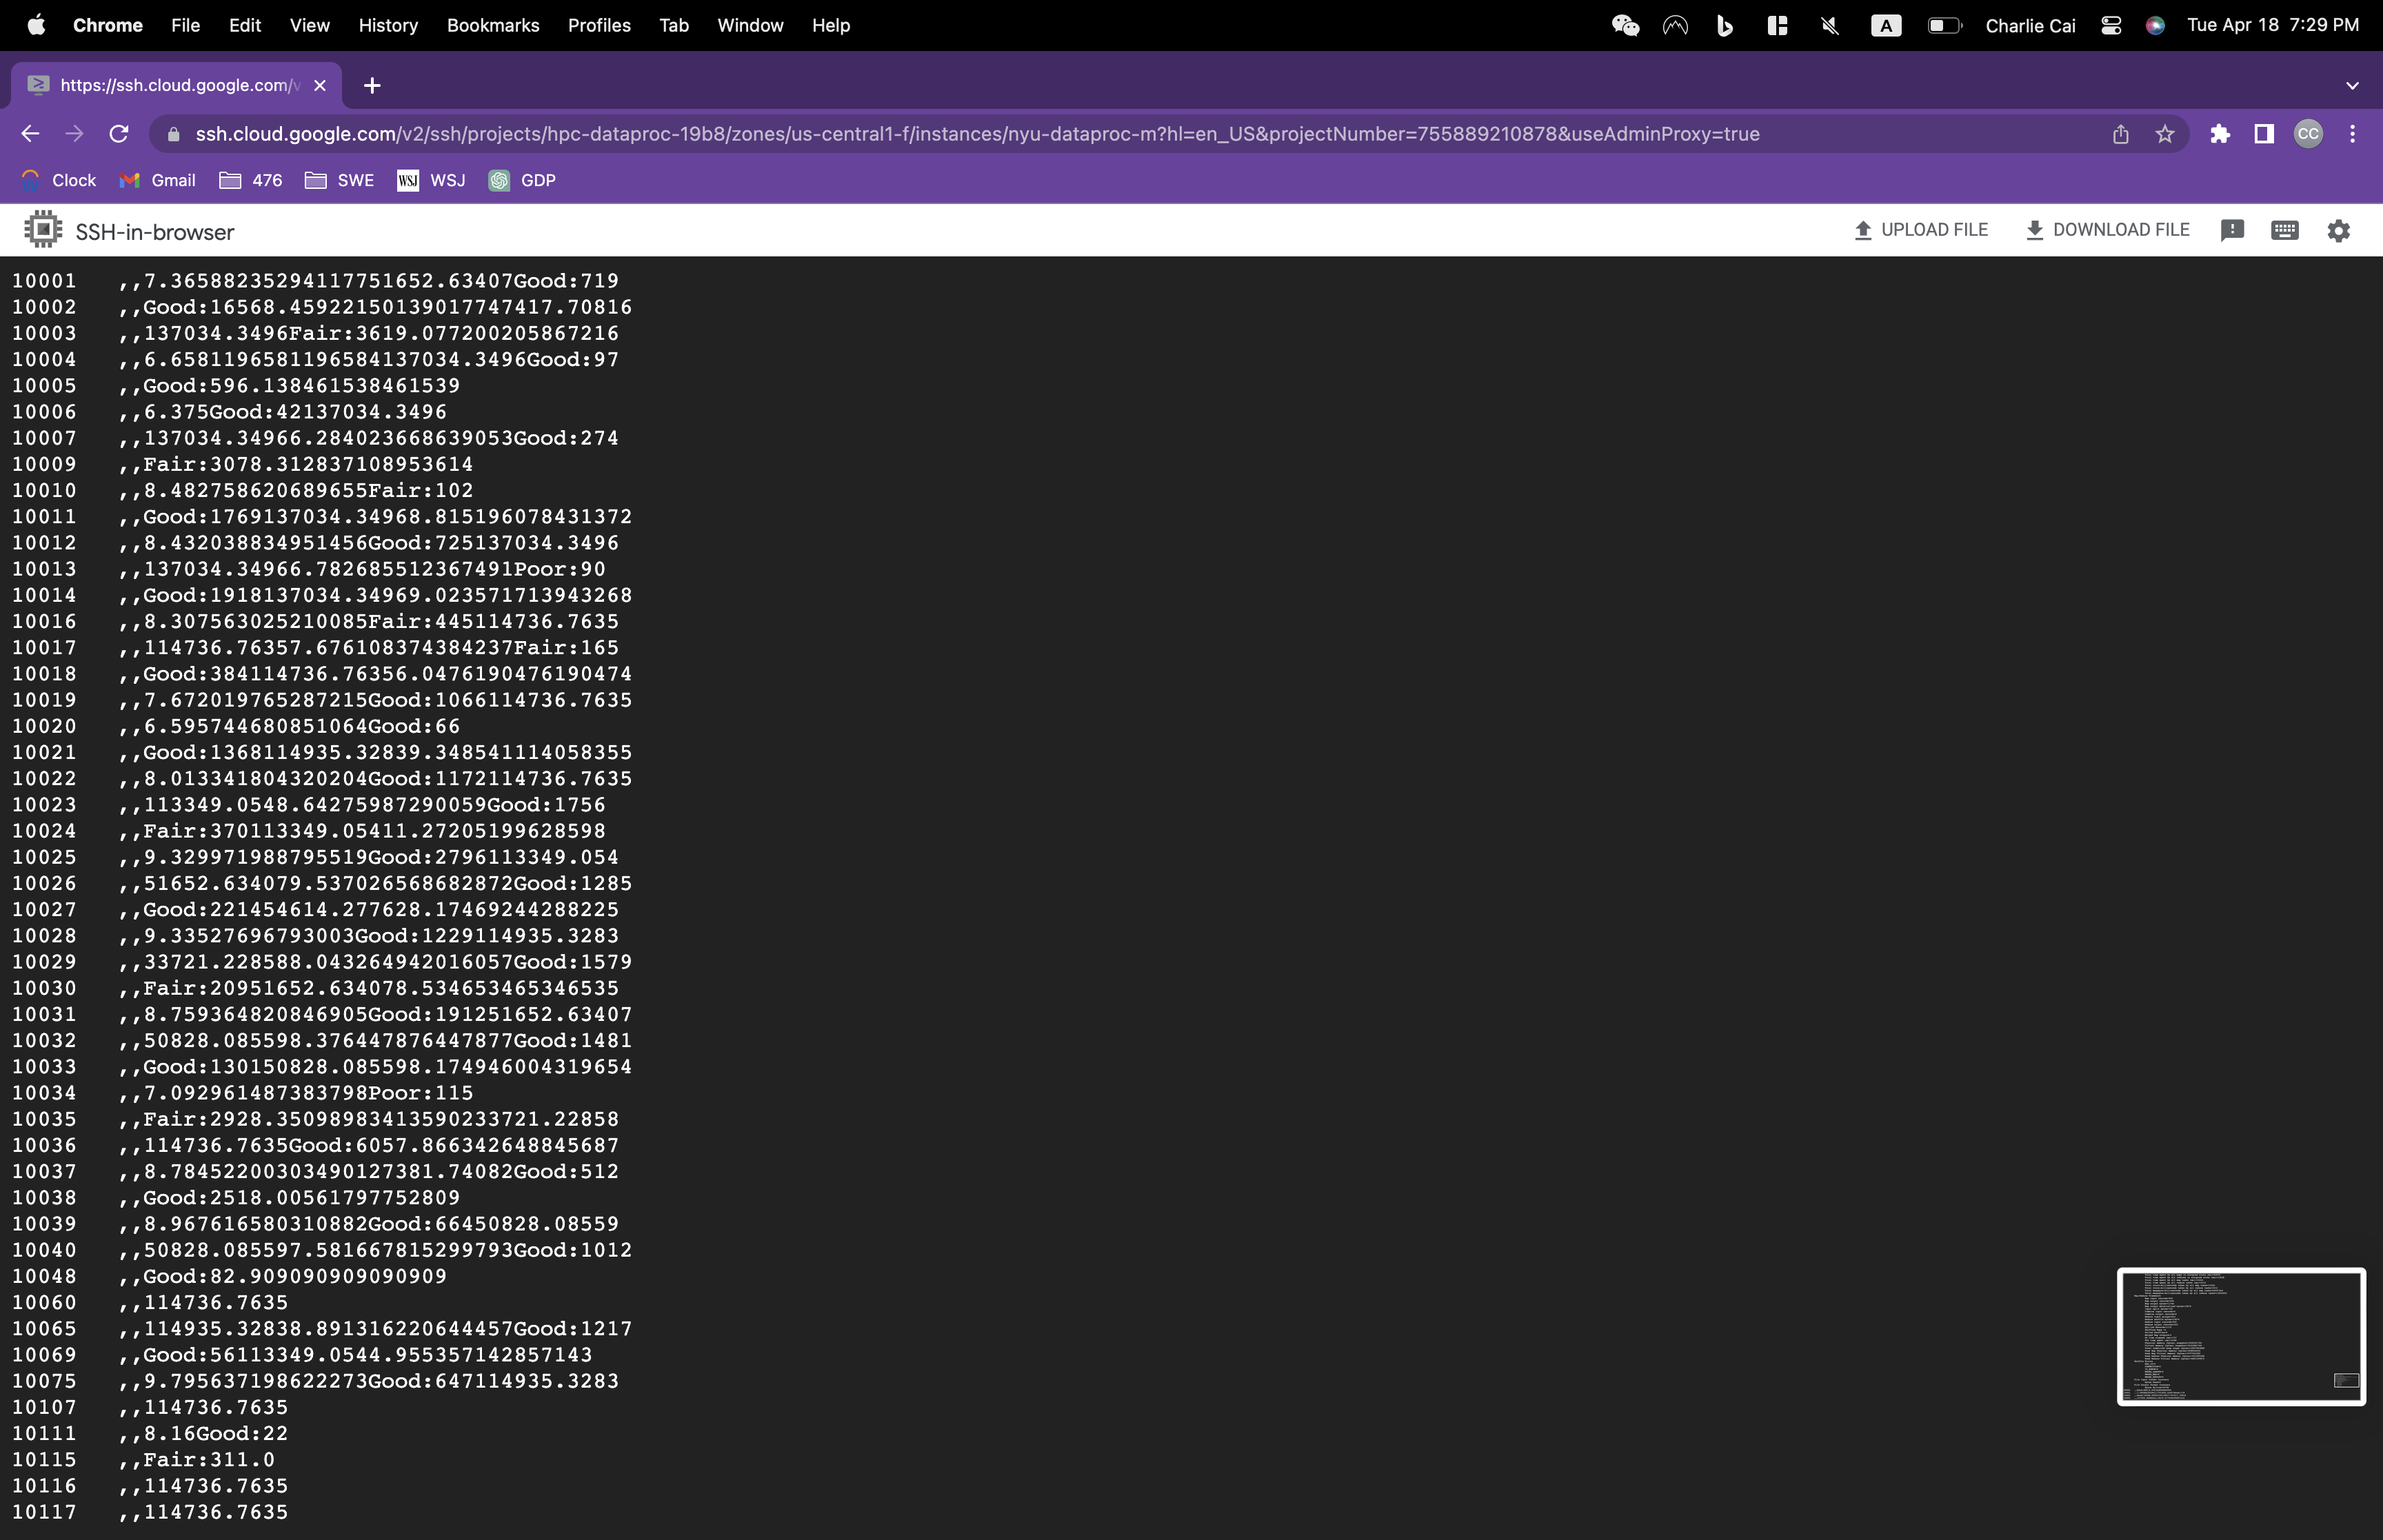 Chrome File Edit View History Bookmarks Profiles Tab Window Help A Charlie Cai Tue Apr 18 7:29 PM
https://ssh.cloud.google.com/v
ssh.cloud.google.com/v2/ssh/projects/hpc-dataproc-19b8/zones/us-central1-f/instances/nyu-dataproc-m?hl=en_US&projectNumber=755889210878&useAdminProxy=true CC
Clock Gmail 476 SWE WSJ WSJ GDP
SSH-in-browser UPLOAD FILE DOWNLOAD FILE
10001 ,,7.36588235294117751652.63407Good:719
10002 ,,Good:16568.45922150139017747417.70816
10003 ,,137034.3496Fair:3619.077200205867216
10004 ,,6.6581196581196584137034.3496Good:97
10005 ,,Good:596.138461538461539
10006 ,,6.375Good:42137034.3496
10007 ,,137034.34966.284023668639053Good:274
10009 ,,Fair:3078.312837108953614
10010 ,,8.482758620689655Fair:102
10011 ,,Good:1769137034.34968.815196078431372
10012 ,,8.432038834951456Good:725137034.3496
10013 ,,137034.34966.782685512367491Poor:90
10014 ,,Good:1918137034.34969.023571713943268
10016 ,,8.307563025210085Fair:445114736.7635
10017 ,,114736.76357.676108374384237Fair:165
10018 ,,Good:384114736.76356.0476190476190474
10019 ,,7.672019765287215Good:1066114736.7635
10020 ,,6.595744680851064Good:66
10021 ,,Good:1368114935.32839.348541114058355
10022 ,,8.013341804320204Good:1172114736.7635
10023 ,,113349.0548.64275987290059Good:1756
10024 ,,Fair:370113349.05411.27205199628598
10025 ,,9.329971988795519Good:2796113349.054
10026 ,,51652.634079.537026568682872Good:1285
10027 ,,Good:221454614.277628.17469244288225
10028 ,,9.33527696793003Good:1229114935.3283
10029 ,,33721.228588.043264942016057Good:1579
10030 ,,Fair:20951652.634078.534653465346535
10031 ,,8.759364820846905Good:191251652.63407
10032 ,,50828.085598.376447876447877Good:1481
10033 ,,Good:130150828.085598.174946004319654
10034 ,,7.092961487383798Poor:115
10035 ,,Fair:2928.35098983413590233721.22858
10036 ,,114736.7635Good:6057.866342648845687
10037 ,,8.784522003034901​27381.74082Good:512
10038 ,,Good:2518.00561797752809
10039 ,,8.967616580310882Good:66450828.08559
10040 ,,50828.085597.581667815299793Good:1012
10048 ,,Good:82.909090909090909
10060 ,,114736.7635
10065 ,,114935.32838.891316220644457Good:1217
10069 ,,Good:56113349.0544.955357142857143
10075 ,,9.795637198622273Good:647114935.3283
10107 ,,114736.7635
10111 ,,8.16Good:22
10115 ,,Fair:311.0
10116 ,,114736.7635
10117 ,,114736.7635